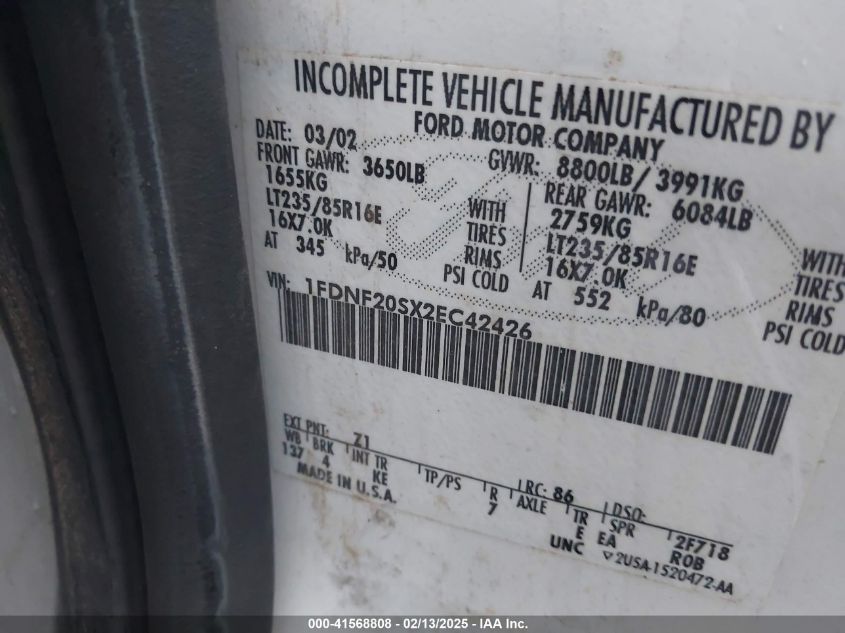 INCOMPLETE VEHICLE MANUFACTURED BY
FORD MOTOR COMPANY
DATE: 03/02 GVWR: 8800LB/ 3991KG
FRONT GAWR: 3650LB REAR GAWR: 6084LB
1655KG 2759KG
LT235/85R16E WITH TIRES LT235/85R16E WITH TIRES
16X7.0K RIMS 16X7.0K RIMS
AT 345 kPa/50 PSI COLD AT 552 kPa/80 PSI COLD
VIN: 1FDNF20SX2EC42426
EXT PNT: Z1 RC: 86 DSO:
WB BRK INT TR TP/PS R AXLE TR SPR 2F718
137 4 KE 7 E EA ROB
MADE IN U.S.A. UNC ▽2USA-1520472-AA
000-41568808 - 02/13/2025 - IAA Inc.